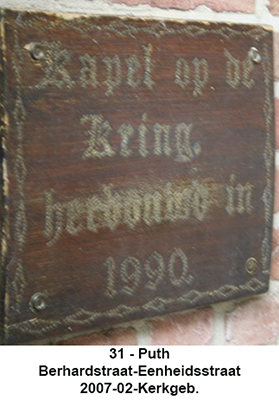 Kapel op de
Kring.
herbouwd in
1990.
31 - Puth
Berhardstraat-Eenheidsstraat
2007-02-Kerkgeb.